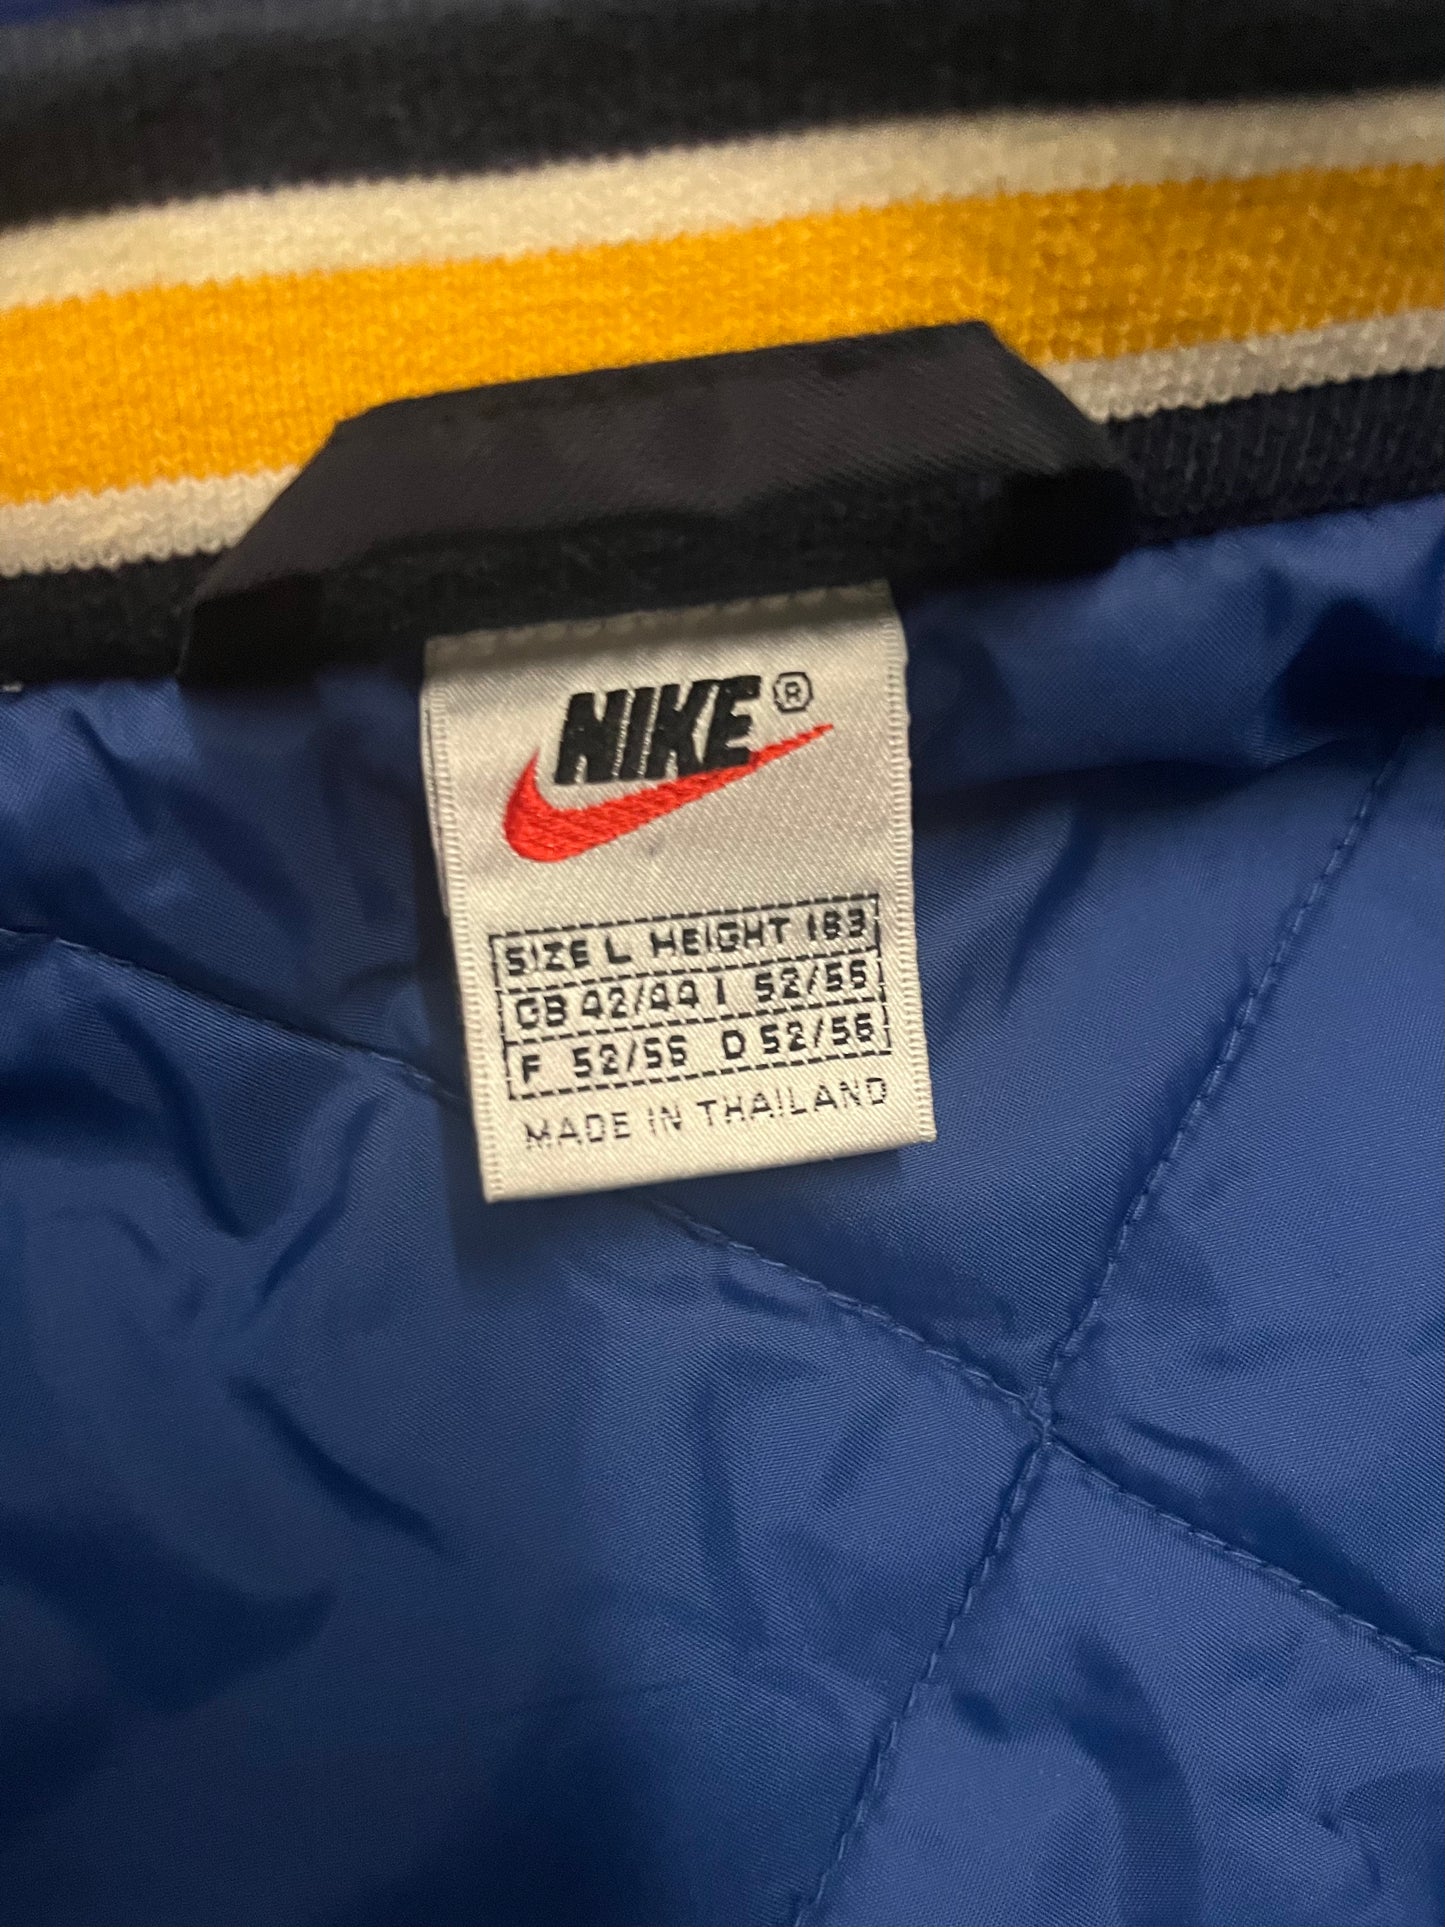 NIKE ®
SIZE L HEIGHT 183
GB 42/44 I 52/56
F 52/56 D 52/56
MADE IN THAILAND